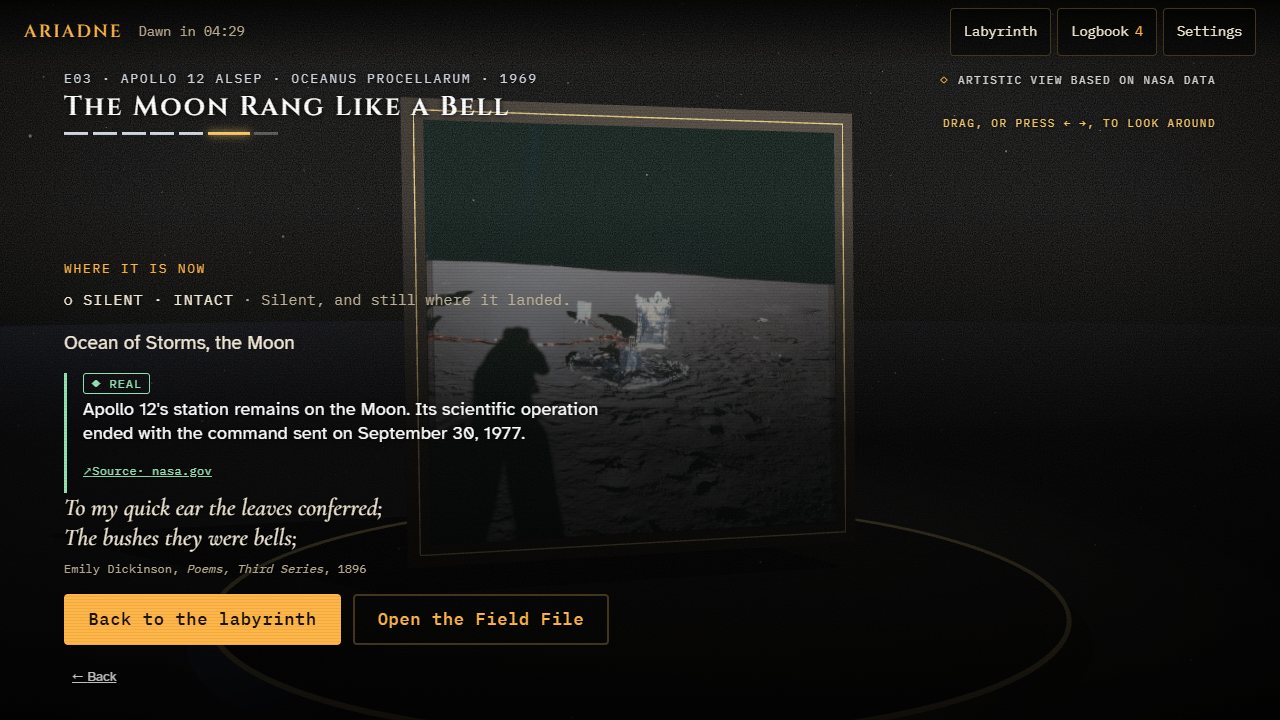 ARIADNE Dawn in 04:29 Labyrinth Logbook 4 Settings
E03 · APOLLO 12 ALSEP · OCEANUS PROCELLARUM · 1969
The Moon Rang Like a Bell
◇ ARTISTIC VIEW BASED ON NASA DATA
DRAG, OR PRESS ← →, TO LOOK AROUND
WHERE IT IS NOW
○ SILENT · INTACT · Silent, and still where it landed.
Ocean of Storms, the Moon
◆ REAL
Apollo 12's station remains on the Moon. Its scientific operation
ended with the command sent on September 30, 1977.
↗Source· nasa.gov
To my quick ear the leaves conferred;
The bushes they were bells;
Emily Dickinson, Poems, Third Series, 1896
Back to the labyrinth Open the Field File
← Back